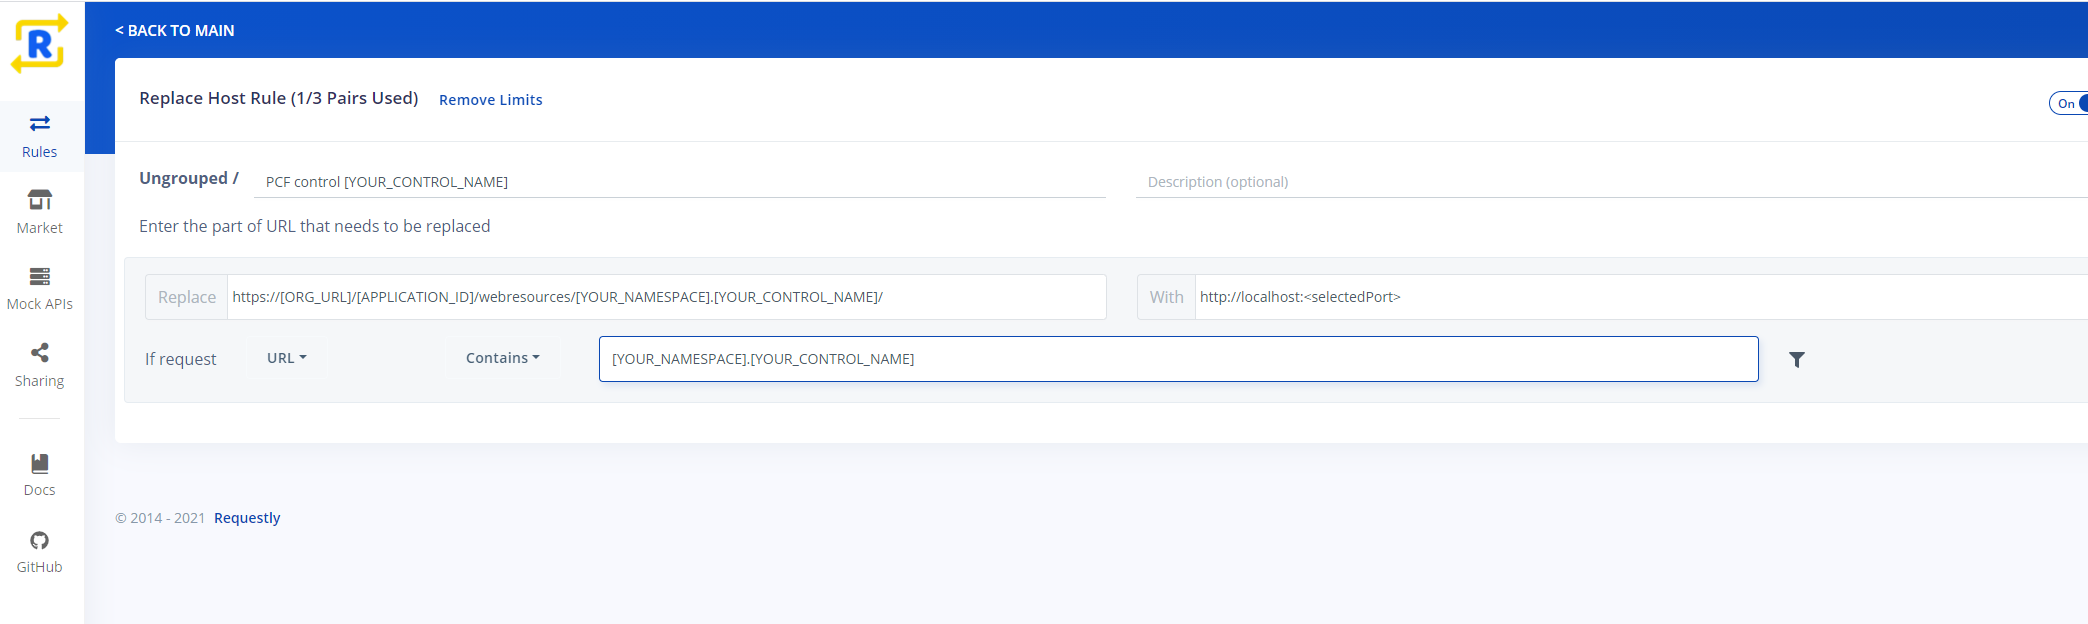 R
< BACK TO MAIN
Replace Host Rule (1/3 Pairs Used) Remove Limits
On
Rules
Ungrouped / PCF control [YOUR_CONTROL_NAME] Description (optional)
Market
Enter the part of URL that needs to be replaced
Replace https://[ORG_URL]/[APPLICATION_ID]/webresources/[YOUR_NAMESPACE].[YOUR_CONTROL_NAME]/ With http://localhost:<selectedPort>
Mock APIs
If request URL Contains [YOUR_NAMESPACE].[YOUR_CONTROL_NAME]
Sharing
Docs
© 2014 - 2021 Requestly
GitHub